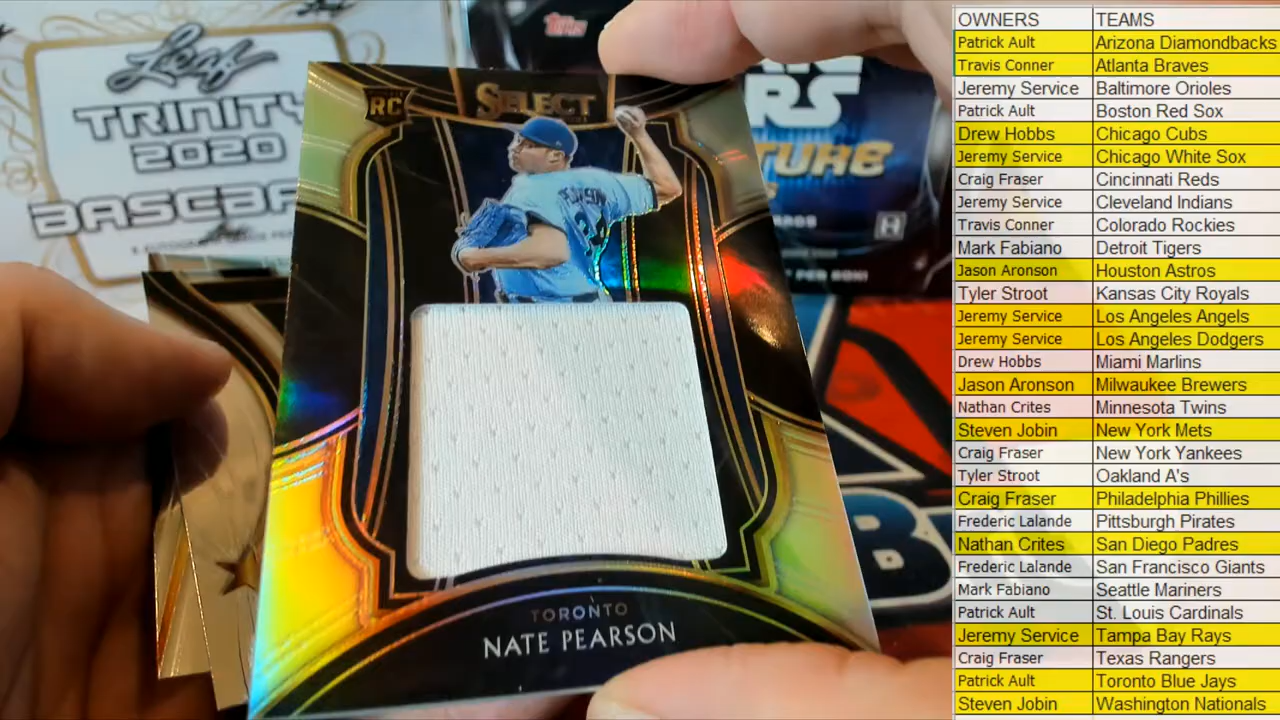 Leaf
TRINITY
2020
BASEBA
topps
RS
TURE
H
PER BOX!
RC
SELECT
PEARSON
TORONTO
NATE PEARSON
B
OWNERS TEAMS
Patrick Ault Arizona Diamondbacks
Travis Conner Atlanta Braves
Jeremy Service Baltimore Orioles
Patrick Ault Boston Red Sox
Drew Hobbs Chicago Cubs
Jeremy Service Chicago White Sox
Craig Fraser Cincinnati Reds
Jeremy Service Cleveland Indians
Travis Conner Colorado Rockies
Mark Fabiano Detroit Tigers
Jason Aronson Houston Astros
Tyler Stroot Kansas City Royals
Jeremy Service Los Angeles Angels
Jeremy Service Los Angeles Dodgers
Drew Hobbs Miami Marlins
Jason Aronson Milwaukee Brewers
Nathan Crites Minnesota Twins
Steven Jobin New York Mets
Craig Fraser New York Yankees
Tyler Stroot Oakland A's
Craig Fraser Philadelphia Phillies
Frederic Lalande Pittsburgh Pirates
Nathan Crites San Diego Padres
Frederic Lalande San Francisco Giants
Mark Fabiano Seattle Mariners
Patrick Ault St. Louis Cardinals
Jeremy Service Tampa Bay Rays
Craig Fraser Texas Rangers
Patrick Ault Toronto Blue Jays
Steven Jobin Washington Nationals